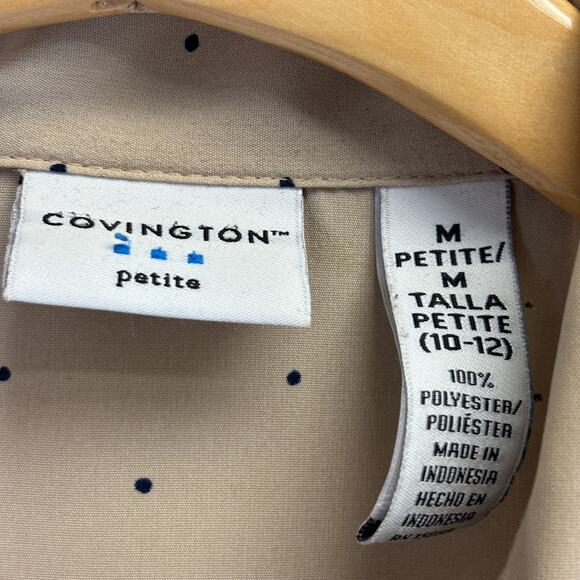 COVINGTON™
petite
M
PETITE/
M
TALLA
PETITE
(10-12)
100%
POLYESTER/
POLIÉSTER
MADE IN
INDONESIA
HECHO EN
INDONESIA